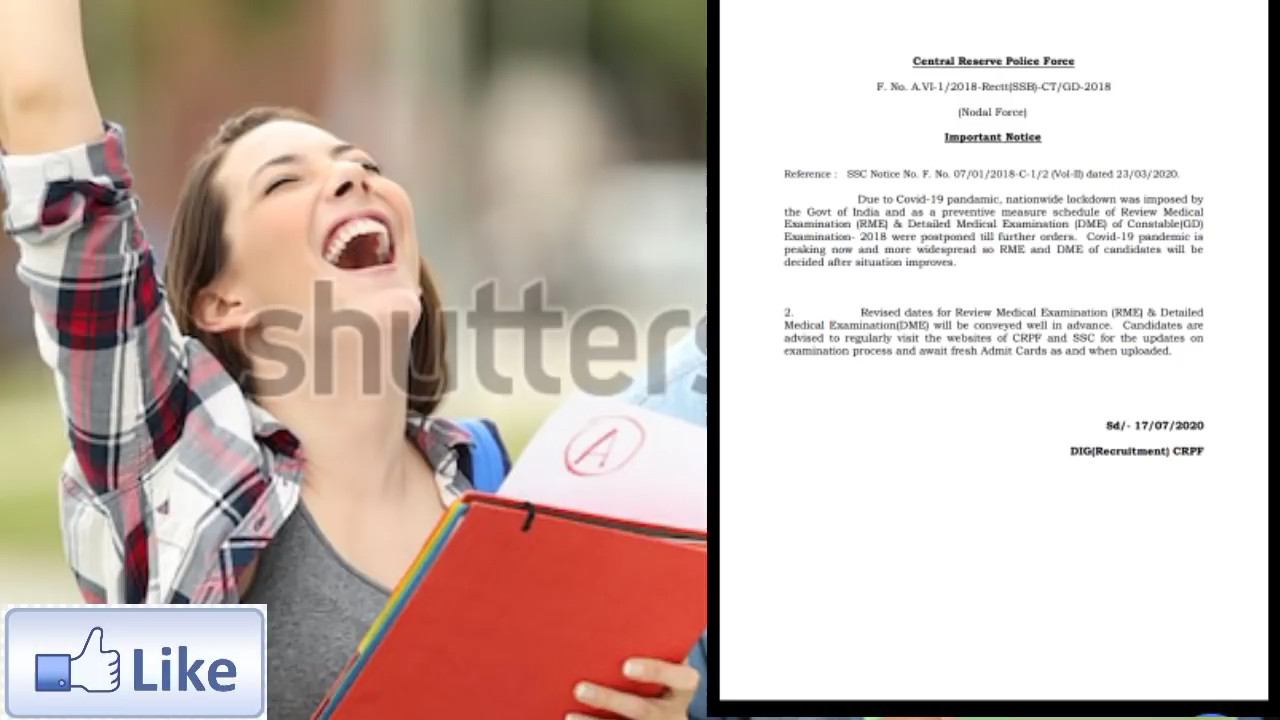 shutters
A
Like
Central Reserve Police Force
F. No. A.VI-1/2018-Rectt(SSB)-CT/GD-2018
(Nodal Force)
Important Notice
Reference : SSC Notice No. F. No. 07/01/2018-C-1/2 (Vol-II) dated 23/03/2020.
Due to Covid-19 pandamic, nationwide lockdown was imposed by
the Govt of India and as a preventive measure schedule of Review Medical
Examination (RME) & Detailed Medical Examination (DME) of Constable(GD)
Examination- 2018 were postponed till further orders. Covid-19 pandemic is
peaking now and more widespread so RME and DME of candidates will be
decided after situation improves.
2. Revised dates for Review Medical Examination (RME) & Detailed
Medical Examination(DME) will be conveyed well in advance. Candidates are
advised to regularly visit the websites of CRPF and SSC for the updates on
examination process and await fresh Admit Cards as and when uploaded.
Sd/- 17/07/2020
DIG(Recruitment) CRPF